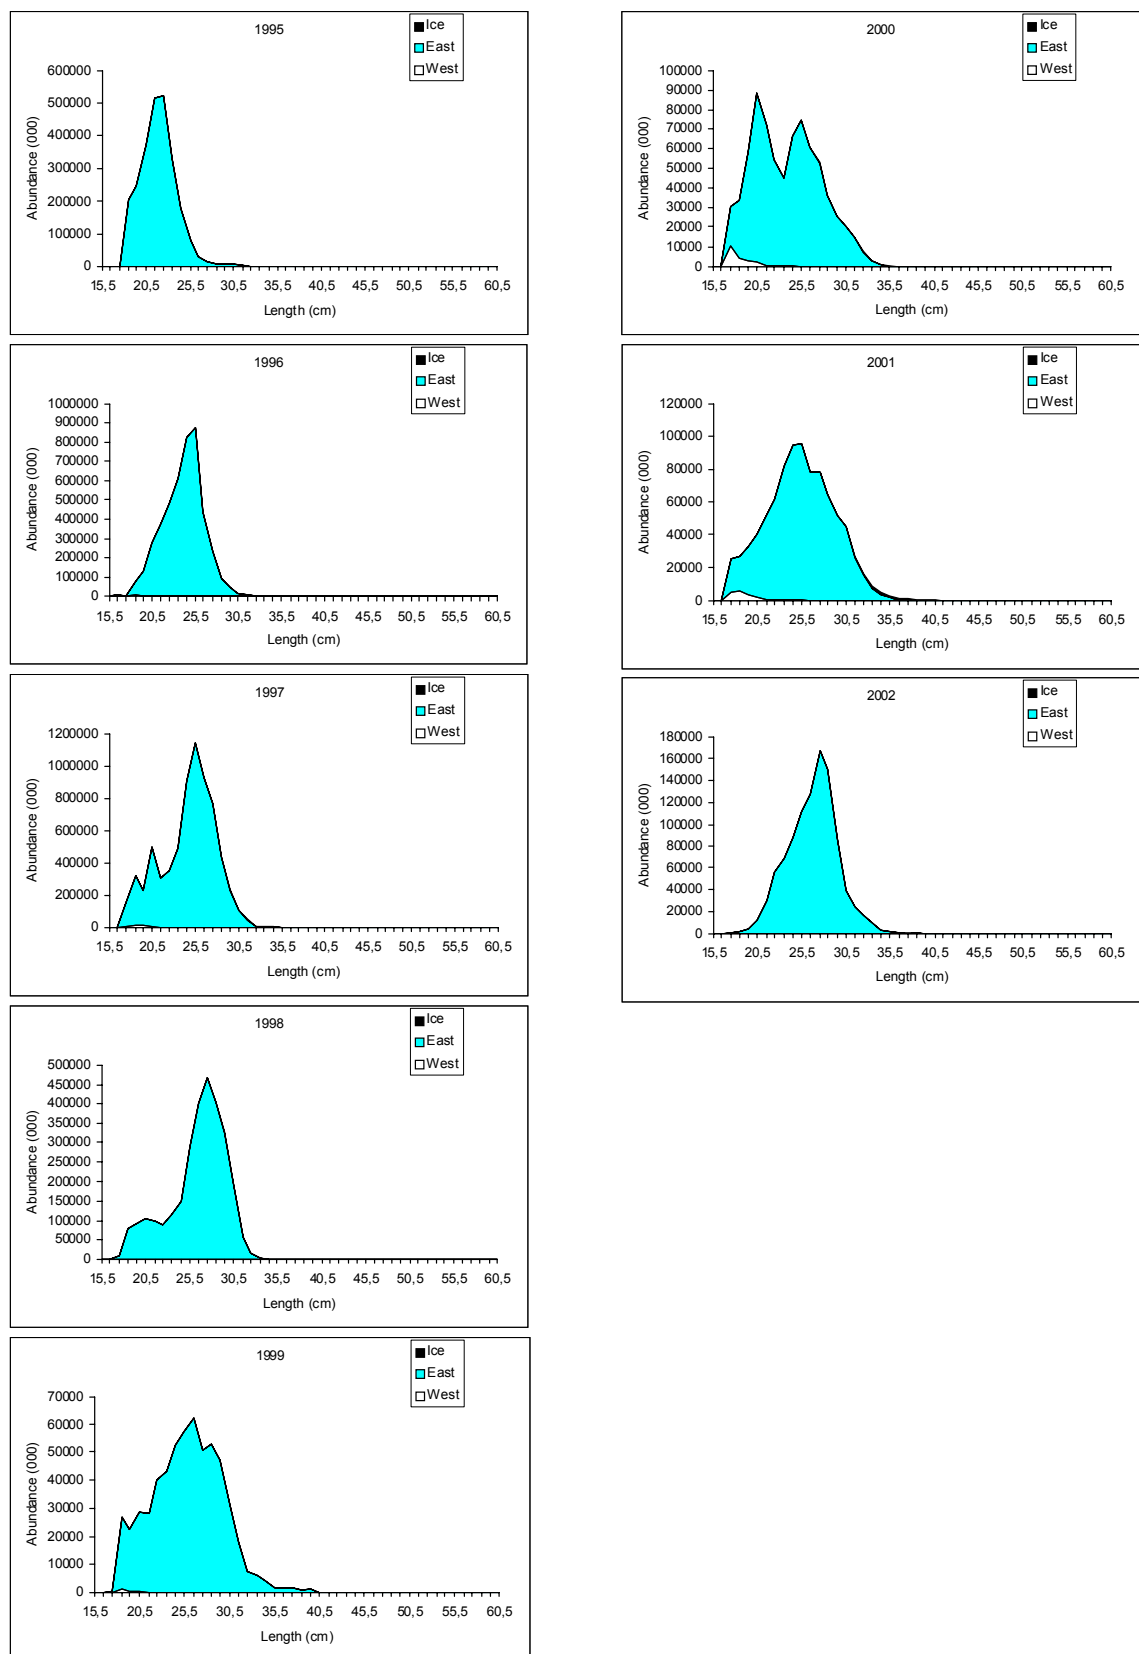 1995
Ice
East
West
Abundance (000)
600000
500000
400000
300000
200000
100000
0
15,5 20,5 25,5 30,5 35,5 40,5 45,5 50,5 55,5 60,5
Length (cm)
1996
Ice
East
West
Abundance (000)
1000000
900000
800000
700000
600000
500000
400000
300000
200000
100000
0
15,5 20,5 25,5 30,5 35,5 40,5 45,5 50,5 55,5 60,5
Length (cm)
1997
Ice
East
West
Abundance (000)
1200000
1000000
800000
600000
400000
200000
0
15,5 20,5 25,5 30,5 35,5 40,5 45,5 50,5 55,5 60,5
Length (cm)
1998
Ice
East
West
Abundance (000)
500000
450000
400000
350000
300000
250000
200000
150000
100000
50000
0
15,5 20,5 25,5 30,5 35,5 40,5 45,5 50,5 55,5 60,5
Length (cm)
1999
Ice
East
West
Abundance (000)
70000
60000
50000
40000
30000
20000
10000
0
15,5 20,5 25,5 30,5 35,5 40,5 45,5 50,5 55,5 60,5
Length (cm)
2000
Ice
East
West
Abundance (000)
100000
90000
80000
70000
60000
50000
40000
30000
20000
10000
0
15,5 20,5 25,5 30,5 35,5 40,5 45,5 50,5 55,5 60,5
Length (cm)
2001
Ice
East
West
Abundance (000)
120000
100000
80000
60000
40000
20000
0
15,5 20,5 25,5 30,5 35,5 40,5 45,5 50,5 55,5 60,5
Length (cm)
2002
Ice
East
West
Abundance (000)
180000
160000
140000
120000
100000
80000
60000
40000
20000
0
15,5 20,5 25,5 30,5 35,5 40,5 45,5 50,5 55,5 60,5
Length (cm)